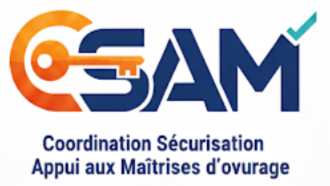 CSAM
Coordination Sécurisation
Appui aux Maîtrises d'ovurage